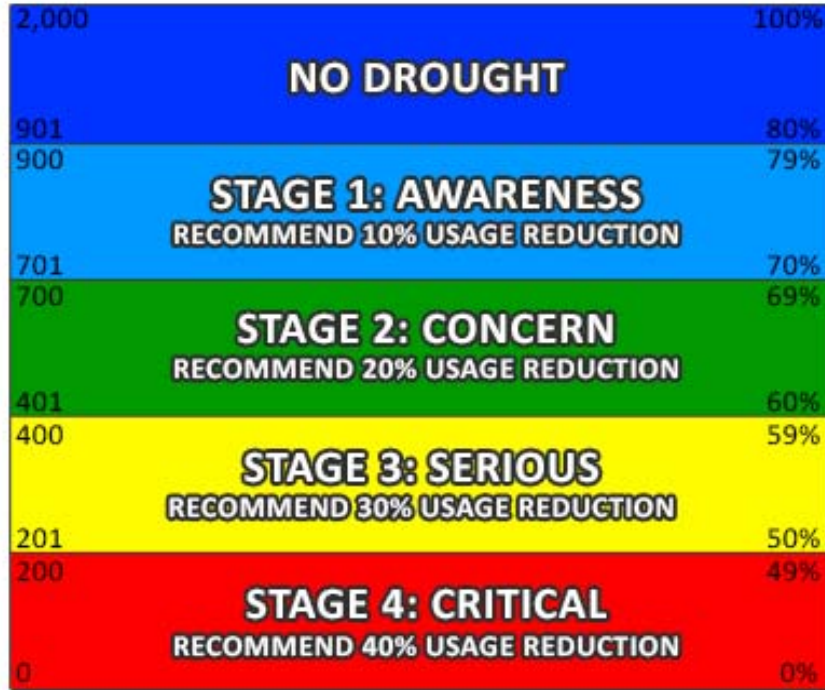 2,000 100%
NO DROUGHT
901 80%
900 79%
STAGE 1: AWARENESS
RECOMMEND 10% USAGE REDUCTION
701 70%
700 69%
STAGE 2: CONCERN
RECOMMEND 20% USAGE REDUCTION
401 60%
400 59%
STAGE 3: SERIOUS
RECOMMEND 30% USAGE REDUCTION
201 50%
200 49%
STAGE 4: CRITICAL
RECOMMEND 40% USAGE REDUCTION
0 0%